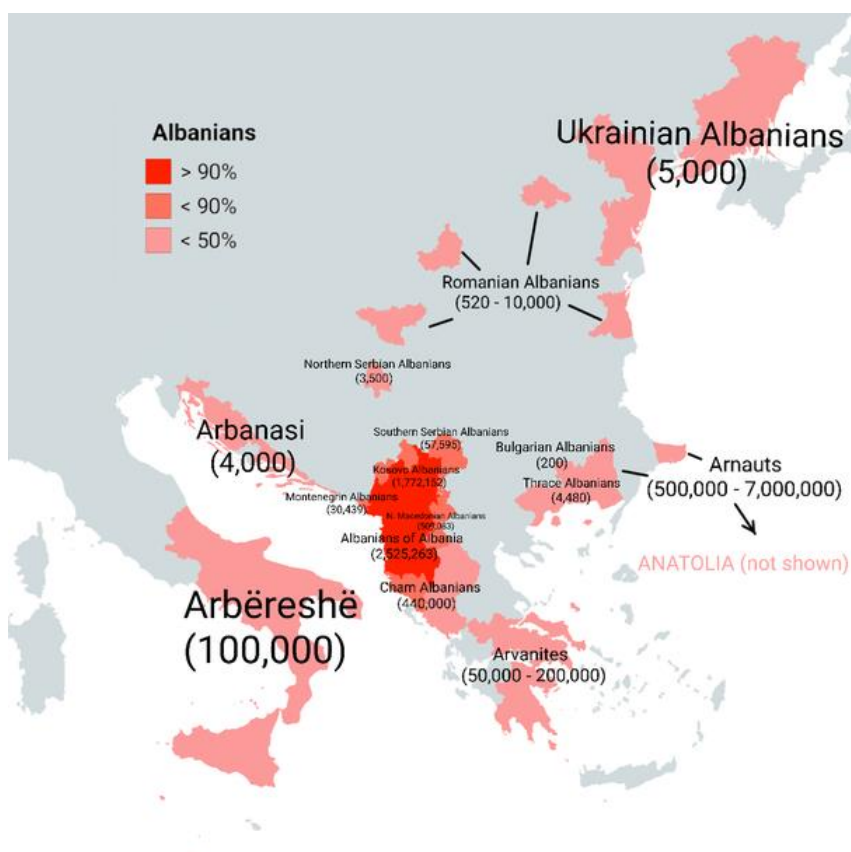 Albanians
> 90%
< 90%
< 50%
Ukrainian Albanians
(5,000)
Romanian Albanians
(520 - 10,000)
Northern Serbian Albanians
(3,500)
Arbanasi
(4,000)
Southern Serbian Albanians
(57,595)
Kosovo Albanians
(1,772,152)
Montenegrin Albanians
(30,439)
N. Macedonian Albanians
Albanians of Albania
(2,525,263)
Cham Albanians
(440,000)
Bulgarian Albanians
(200)
Thrace Albanians
(4,480)
Arnauts
(500,000 - 7,000,000)
ANATOLIA (not shown)
Arbëreshë
(100,000)
Arvanites
(50,000 - 200,000)